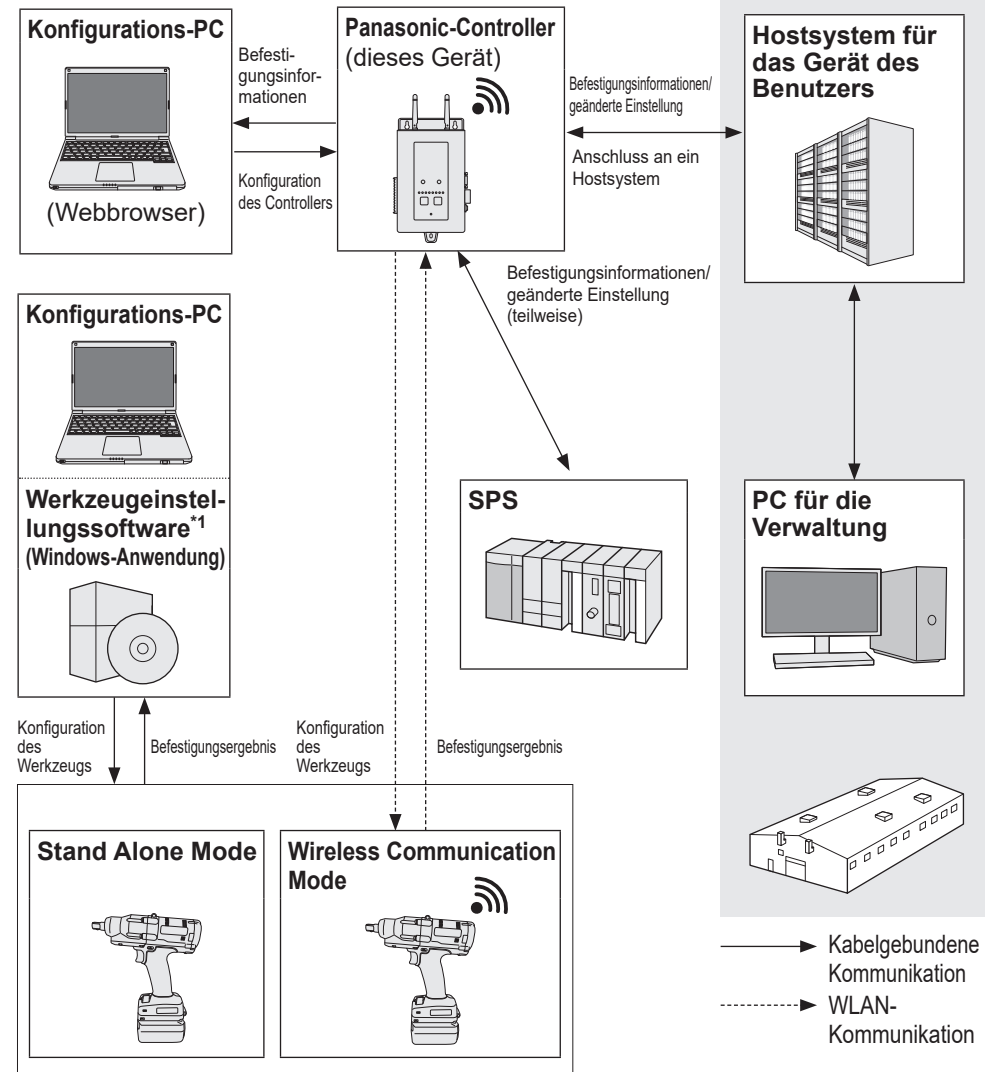 Konfigurations-PC
(Webbrowser)
Befesti-
gungsinfor-
mationen
Konfiguration
des Controllers
Panasonic-Controller
(dieses Gerät)
Befestigungsinformationen/
geänderte Einstellung
Anschluss an ein
Hostsystem
Hostsystem für
das Gerät des
Benutzers
Befestigungsinformationen/
geänderte Einstellung
(teilweise)
Konfigurations-PC
Werkzeugeinstel-
lungssoftware*1
(Windows-Anwendung)
SPS
PC für die
Verwaltung
Konfiguration
des
Werkzeugs
Befestigungsergebnis
Konfiguration
des
Werkzeugs
Befestigungsergebnis
Stand Alone Mode
Wireless Communication
Mode
Kabelgebundene
Kommunikation
WLAN-
Kommunikation